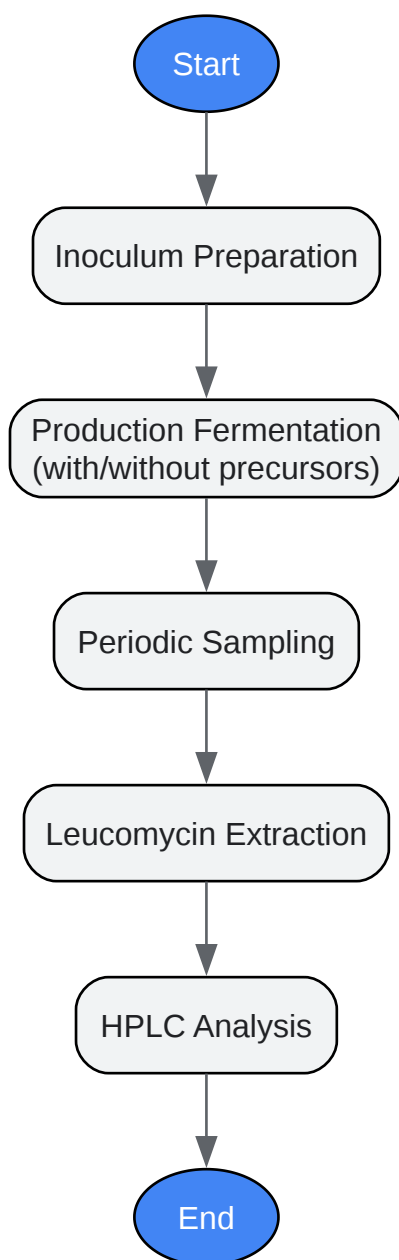 Start
Inoculum Preparation
Production Fermentation
(with/without precursors)
Periodic Sampling
Leucomycin Extraction
HPLC Analysis
End